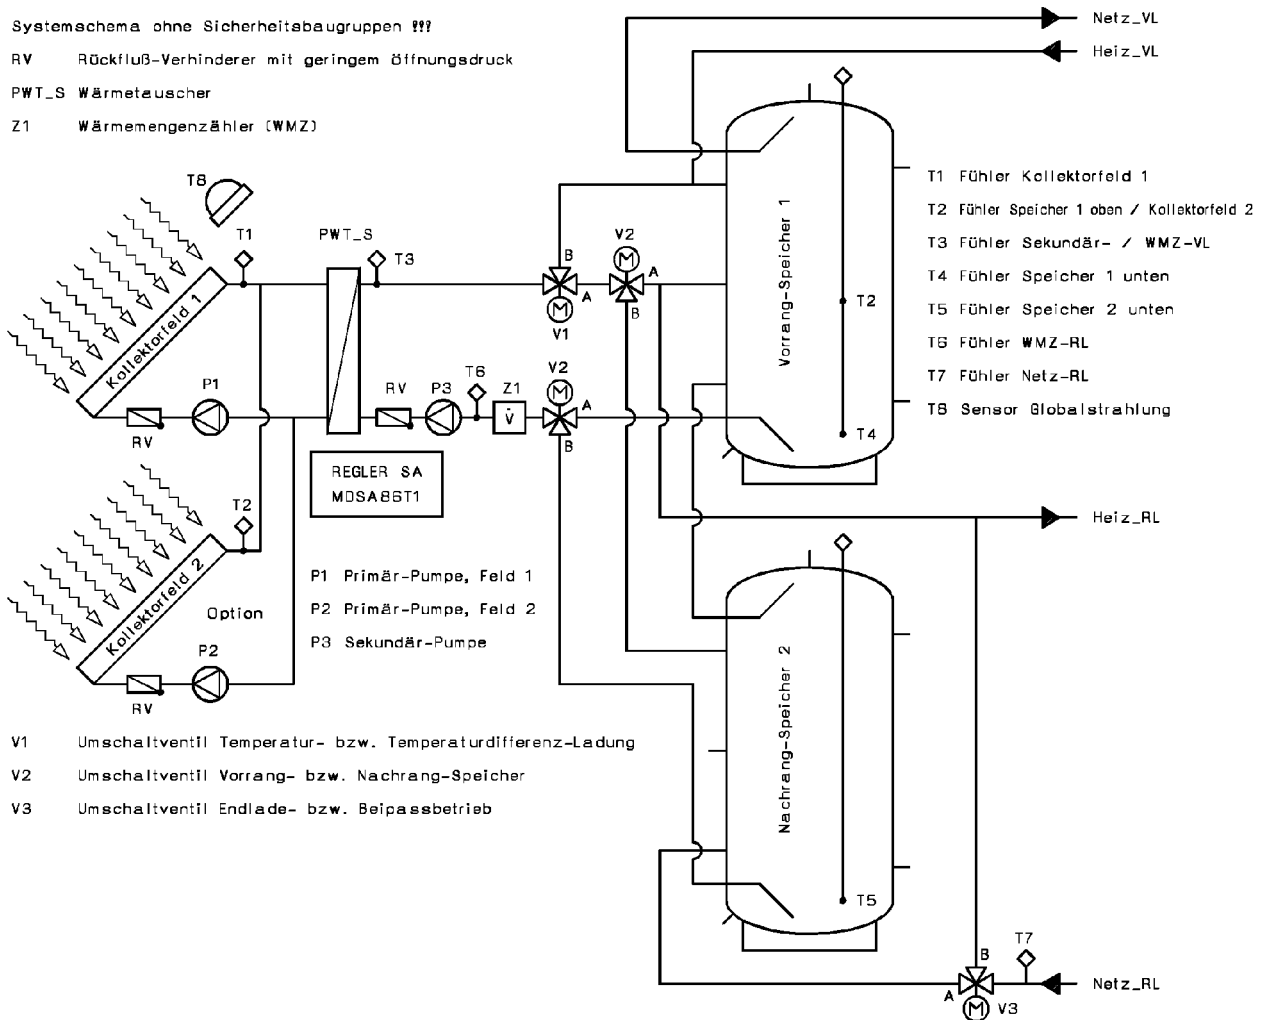 Systemschema ohne Sicherheitsbaugruppen !!!
RV Rückfluß-Verhinderer mit geringem Öffnungsdruck
PWT_S Wärmetauscher
Z1 Wärmemengenzähler (WMZ)
Netz_VL
Heiz_VL
T8
T1
PWT_S
T3
B
V2
A
A
B
V1
Kollektorfeld 1
P1
RV
RV
P3
T6
Z1
V̇
V2
A
B
REGLER SA
MDSA86T1
Vorrang-Speicher 1
T2
T4
T1 Fühler Kollektorfeld 1
T2 Fühler Speicher 1 oben / Kollektorfeld 2
T3 Fühler Sekundär- / WMZ-VL
T4 Fühler Speicher 1 unten
T5 Fühler Speicher 2 unten
T6 Fühler WMZ-RL
T7 Fühler Netz-RL
T8 Sensor Globalstrahlung
Heiz_RL
T2
Kollektorfeld 2
Option
P2
RV
P1 Primär-Pumpe, Feld 1
P2 Primär-Pumpe, Feld 2
P3 Sekundär-Pumpe
Nachrang-Speicher 2
T5
V1 Umschaltventil Temperatur- bzw. Temperaturdifferenz-Ladung
V2 Umschaltventil Vorrang- bzw. Nachrang-Speicher
V3 Umschaltventil Endlade- bzw. Beipassbetrieb
T7
B
A
M
V3
Netz_RL
M
M
M